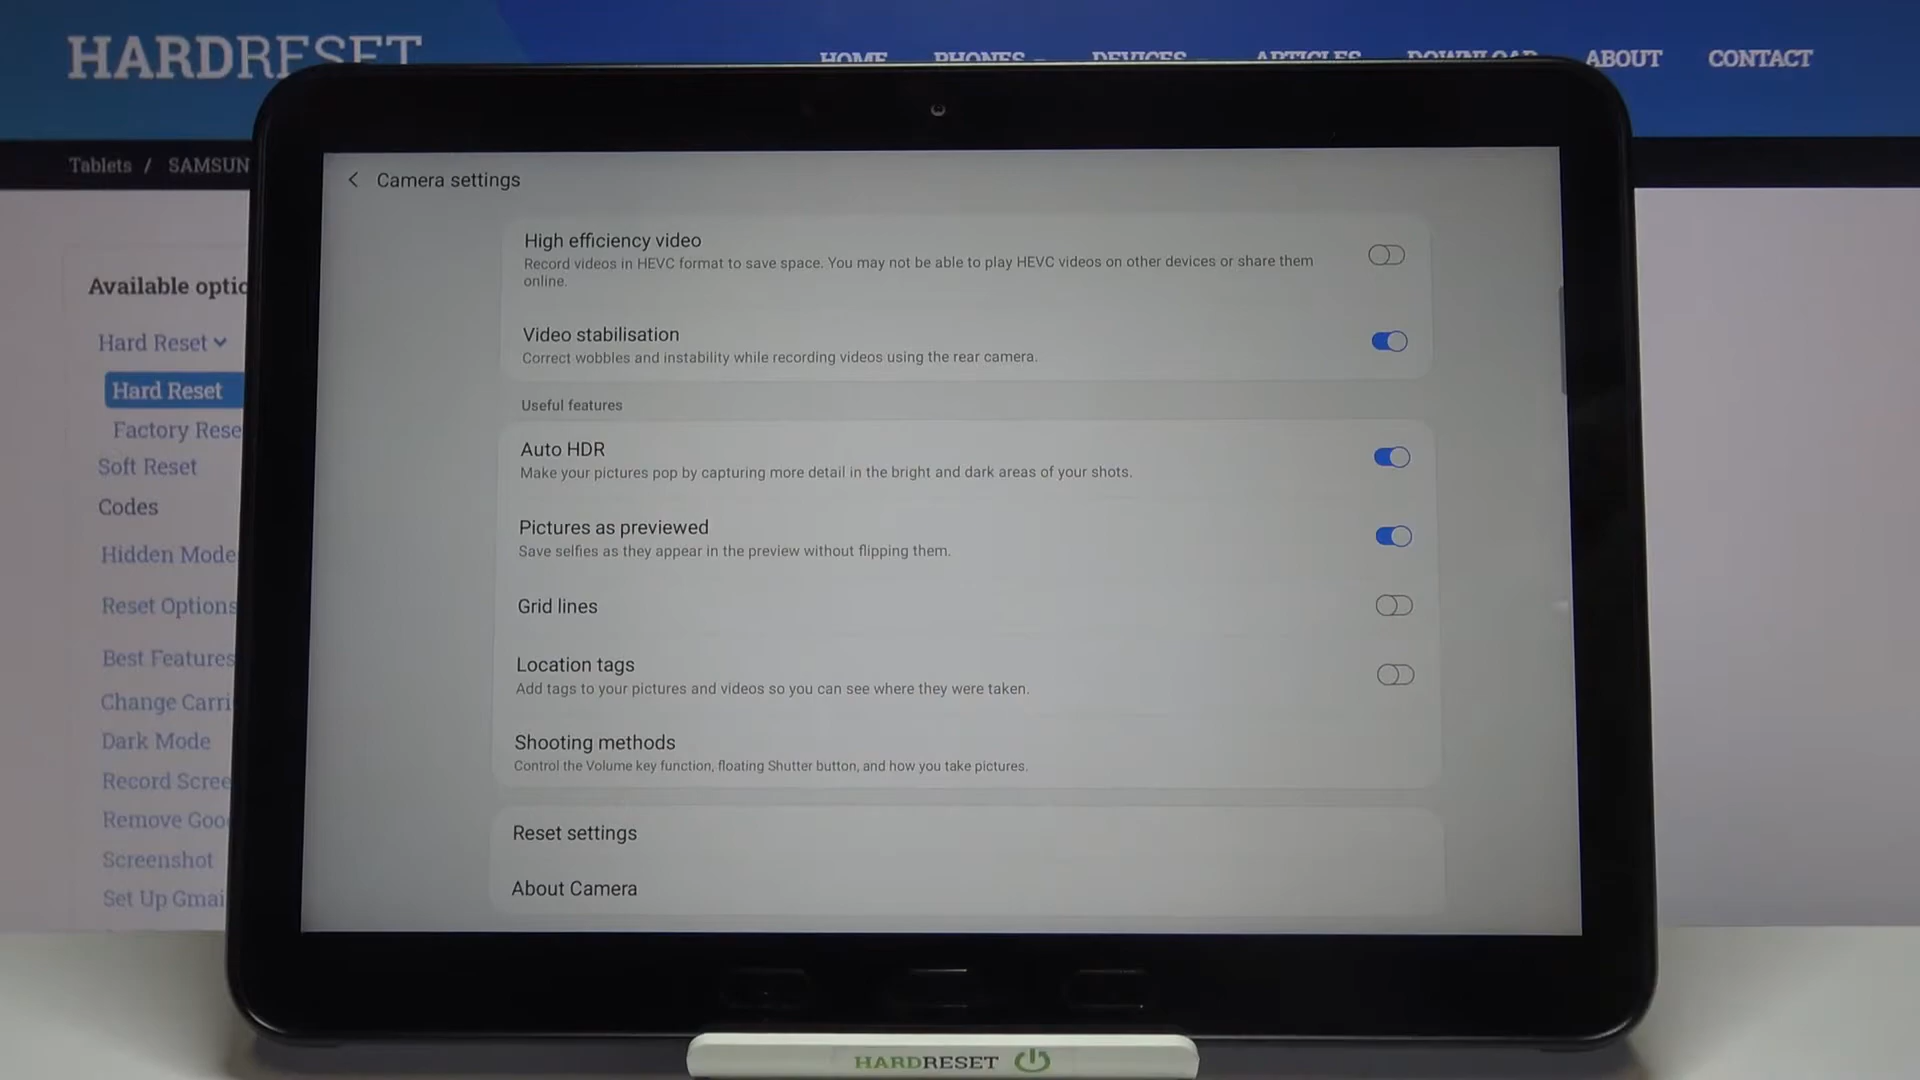 HARDRESET
HOME PHONES DEVICES ARTICLES DOWNLOAD ABOUT CONTACT
Tablets / SAMSUN
Available optio
Hard Reset
Hard Reset
Factory Rese
Soft Reset
Codes
Hidden Mode
Reset Options
Best Features
Change Carri
Dark Mode
Record Scree
Remove Goo
Screenshot
Set Up Gmai
Camera settings
High efficiency video
Record videos in HEVC format to save space. You may not be able to play HEVC videos on other devices or share them
online.
Video stabilisation
Correct wobbles and instability while recording videos using the rear camera.
Useful features
Auto HDR
Make your pictures pop by capturing more detail in the bright and dark areas of your shots.
Pictures as previewed
Save selfies as they appear in the preview without flipping them.
Grid lines
Location tags
Add tags to your pictures and videos so you can see where they were taken.
Shooting methods
Control the Volume key function, floating Shutter button, and how you take pictures.
Reset settings
About Camera
HARDRESET